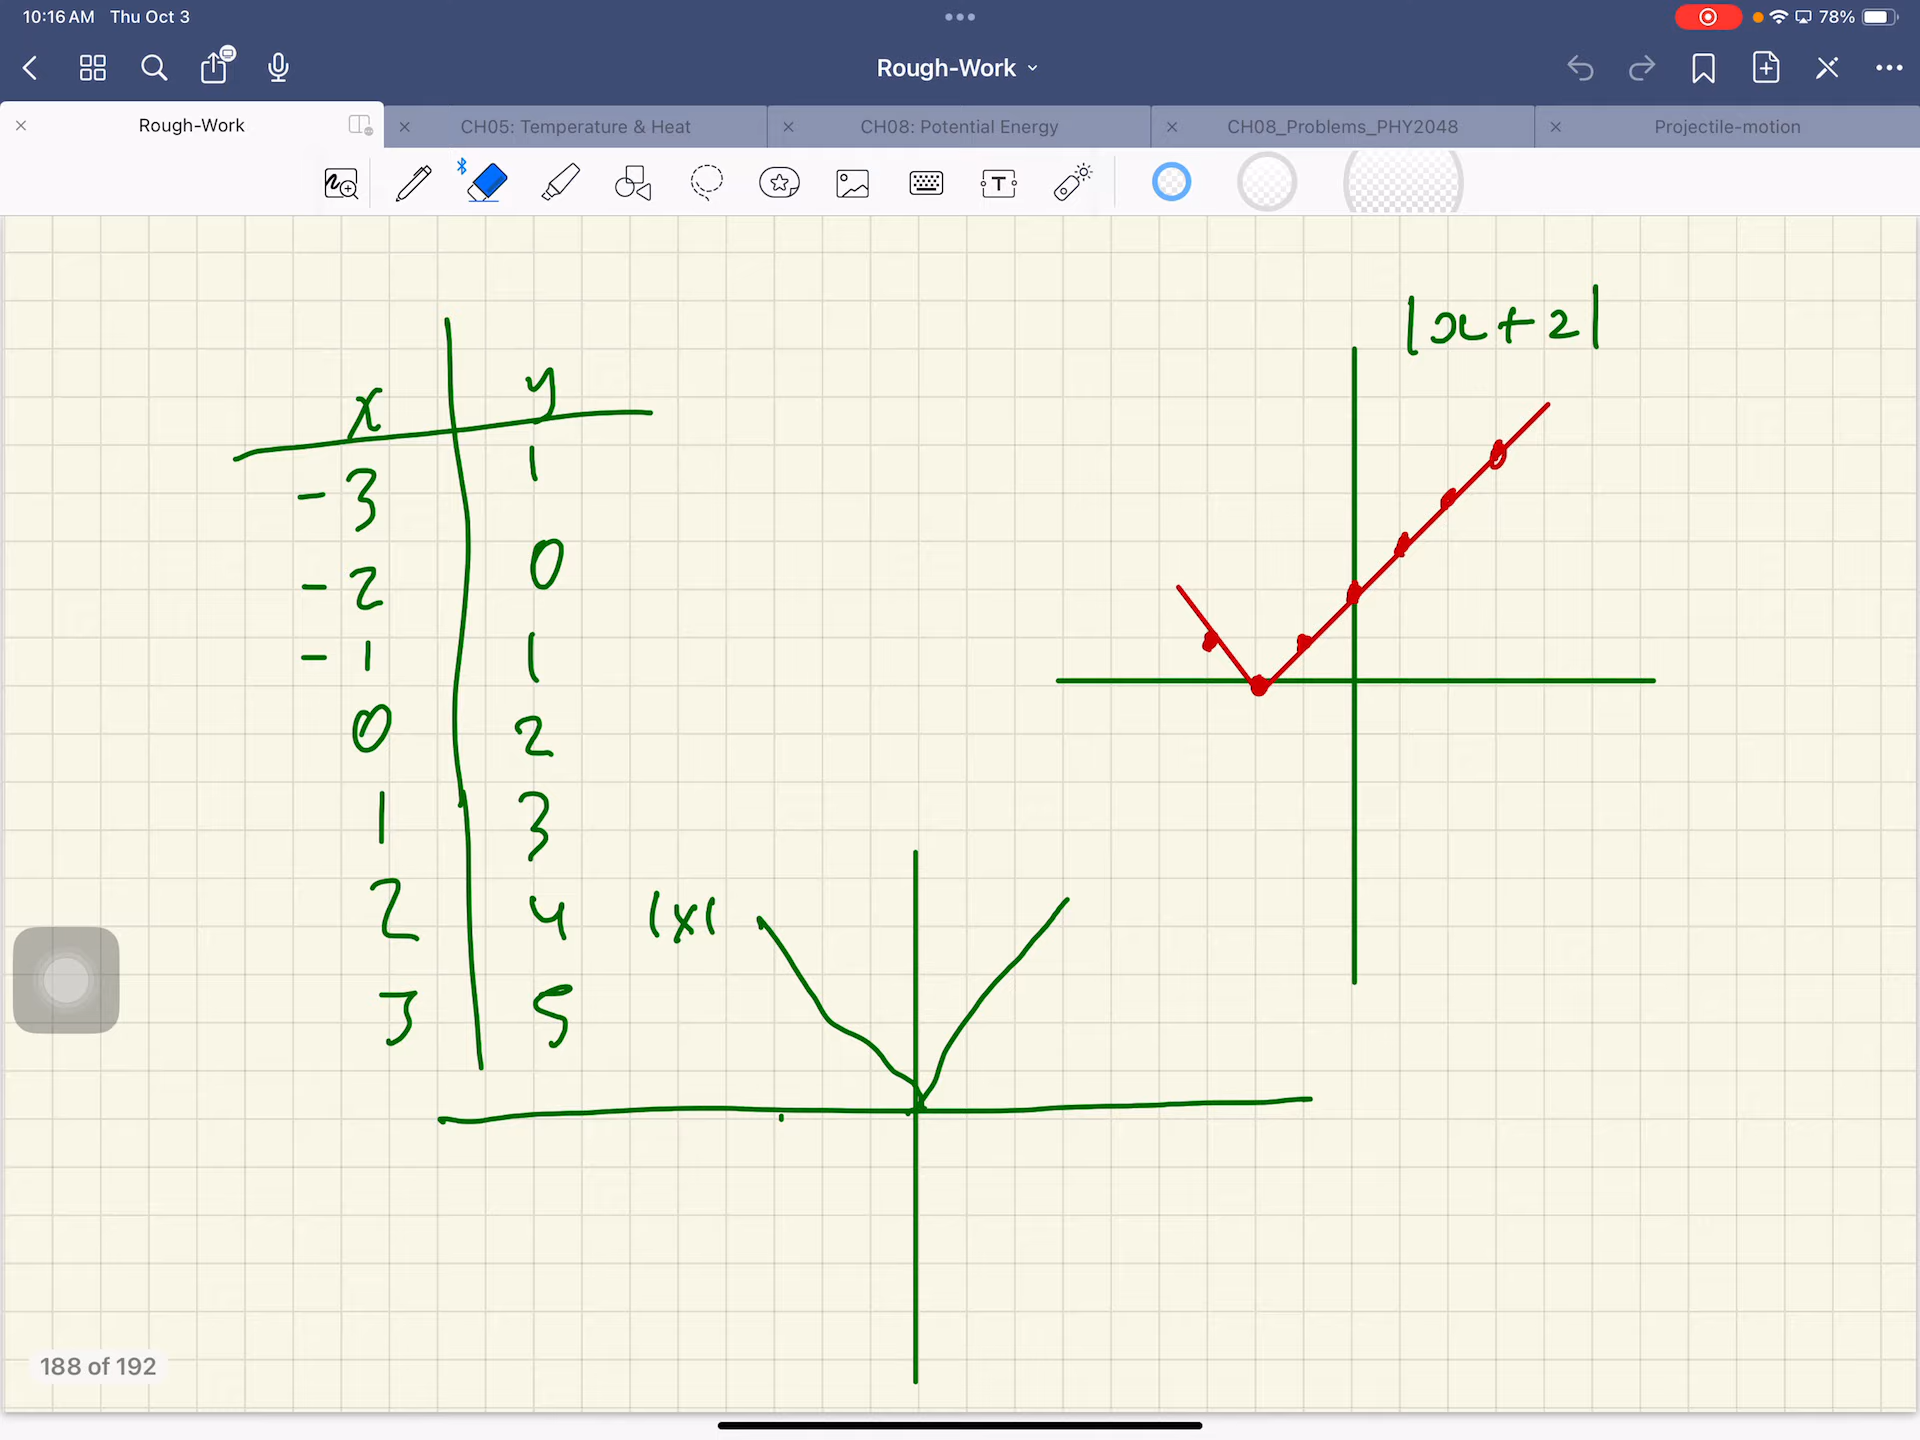 10:16 AM Thu Oct 3
78%
Rough-Work
Rough-Work
CH05: Temperature & Heat
CH08: Potential Energy
CH08_Problems_PHY2048
Projectile-motion
T
|x+2|
x y
-3 1
-2 0
-1 1
0 2
1 3
2 4
3 5
|x|
188 of 192